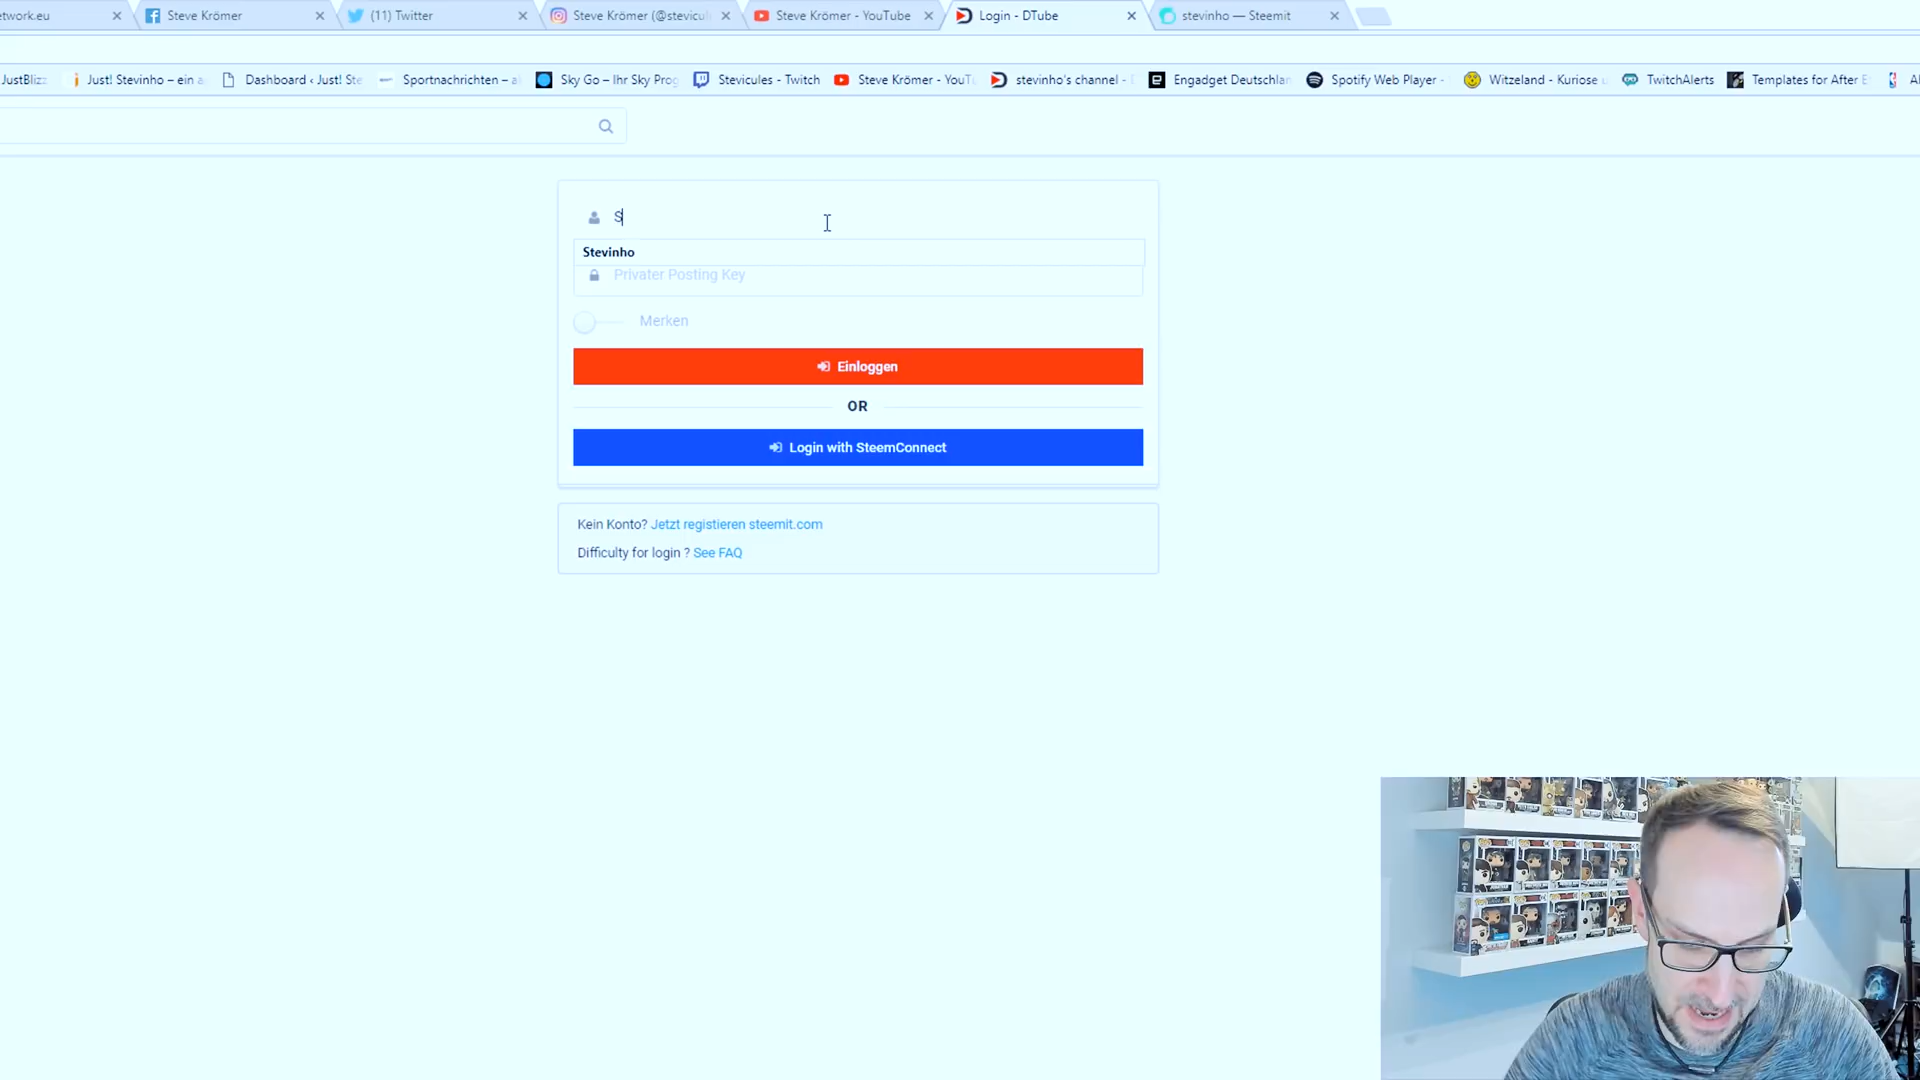 etwork.eu
Steve Krömer
(11) Twitter
Steve Krömer (@stevicul
Steve Krömer - YouTube
Login - DTube
stevinho — Steemit
JustBlizz
Just! Stevinho – ein a
Dashboard ‹ Just! Ste
Sportnachrichten – a
Sky Go – Ihr Sky Prog
Stevicules - Twitch
Steve Krömer - YouT
stevinho's channel -
Engadget Deutschlan
Spotify Web Player -
Witzeland - Kuriose u
TwitchAlerts
Templates for After E
S
Stevinho
Privater Posting Key
Merken
Einloggen
OR
Login with SteemConnect
Kein Konto? Jetzt registieren steemit.com
Difficulty for login ? See FAQ